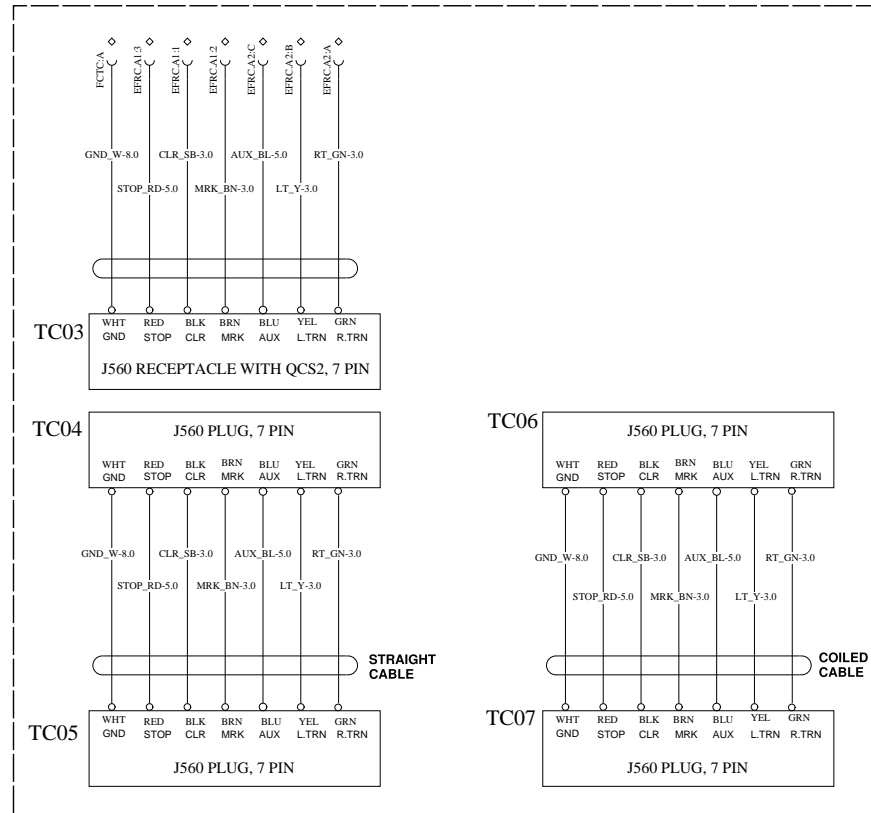 FCTC:A EFRC.A1:3 EFRC.A1:1 EFRC.A1:2 EFRC.A2:C EFRC.A2:B EFRC.A2:A
GND_W-8.0 CLR_SB-3.0 AUX_BL-5.0 RT_GN-3.0
STOP_RD-5.0 MRK_BN-3.0 LT_Y-3.0
TC03
WHT RED BLK BRN BLU YEL GRN
GND STOP CLR MRK AUX L.TRN R.TRN
J560 RECEPTACLE WITH QCS2, 7 PIN
TC04
J560 PLUG, 7 PIN
WHT RED BLK BRN BLU YEL GRN
GND STOP CLR MRK AUX L.TRN R.TRN
GND_W-8.0 CLR_SB-3.0 AUX_BL-5.0 RT_GN-3.0
STOP_RD-5.0 MRK_BN-3.0 LT_Y-3.0
STRAIGHT
CABLE
TC05
WHT RED BLK BRN BLU YEL GRN
GND STOP CLR MRK AUX L.TRN R.TRN
J560 PLUG, 7 PIN
TC06
J560 PLUG, 7 PIN
WHT RED BLK BRN BLU YEL GRN
GND STOP CLR MRK AUX L.TRN R.TRN
GND_W-8.0 CLR_SB-3.0 AUX_BL-5.0 RT_GN-3.0
STOP_RD-5.0 MRK_BN-3.0 LT_Y-3.0
COILED
CABLE
TC07
WHT RED BLK BRN BLU YEL GRN
GND STOP CLR MRK AUX L.TRN R.TRN
J560 PLUG, 7 PIN